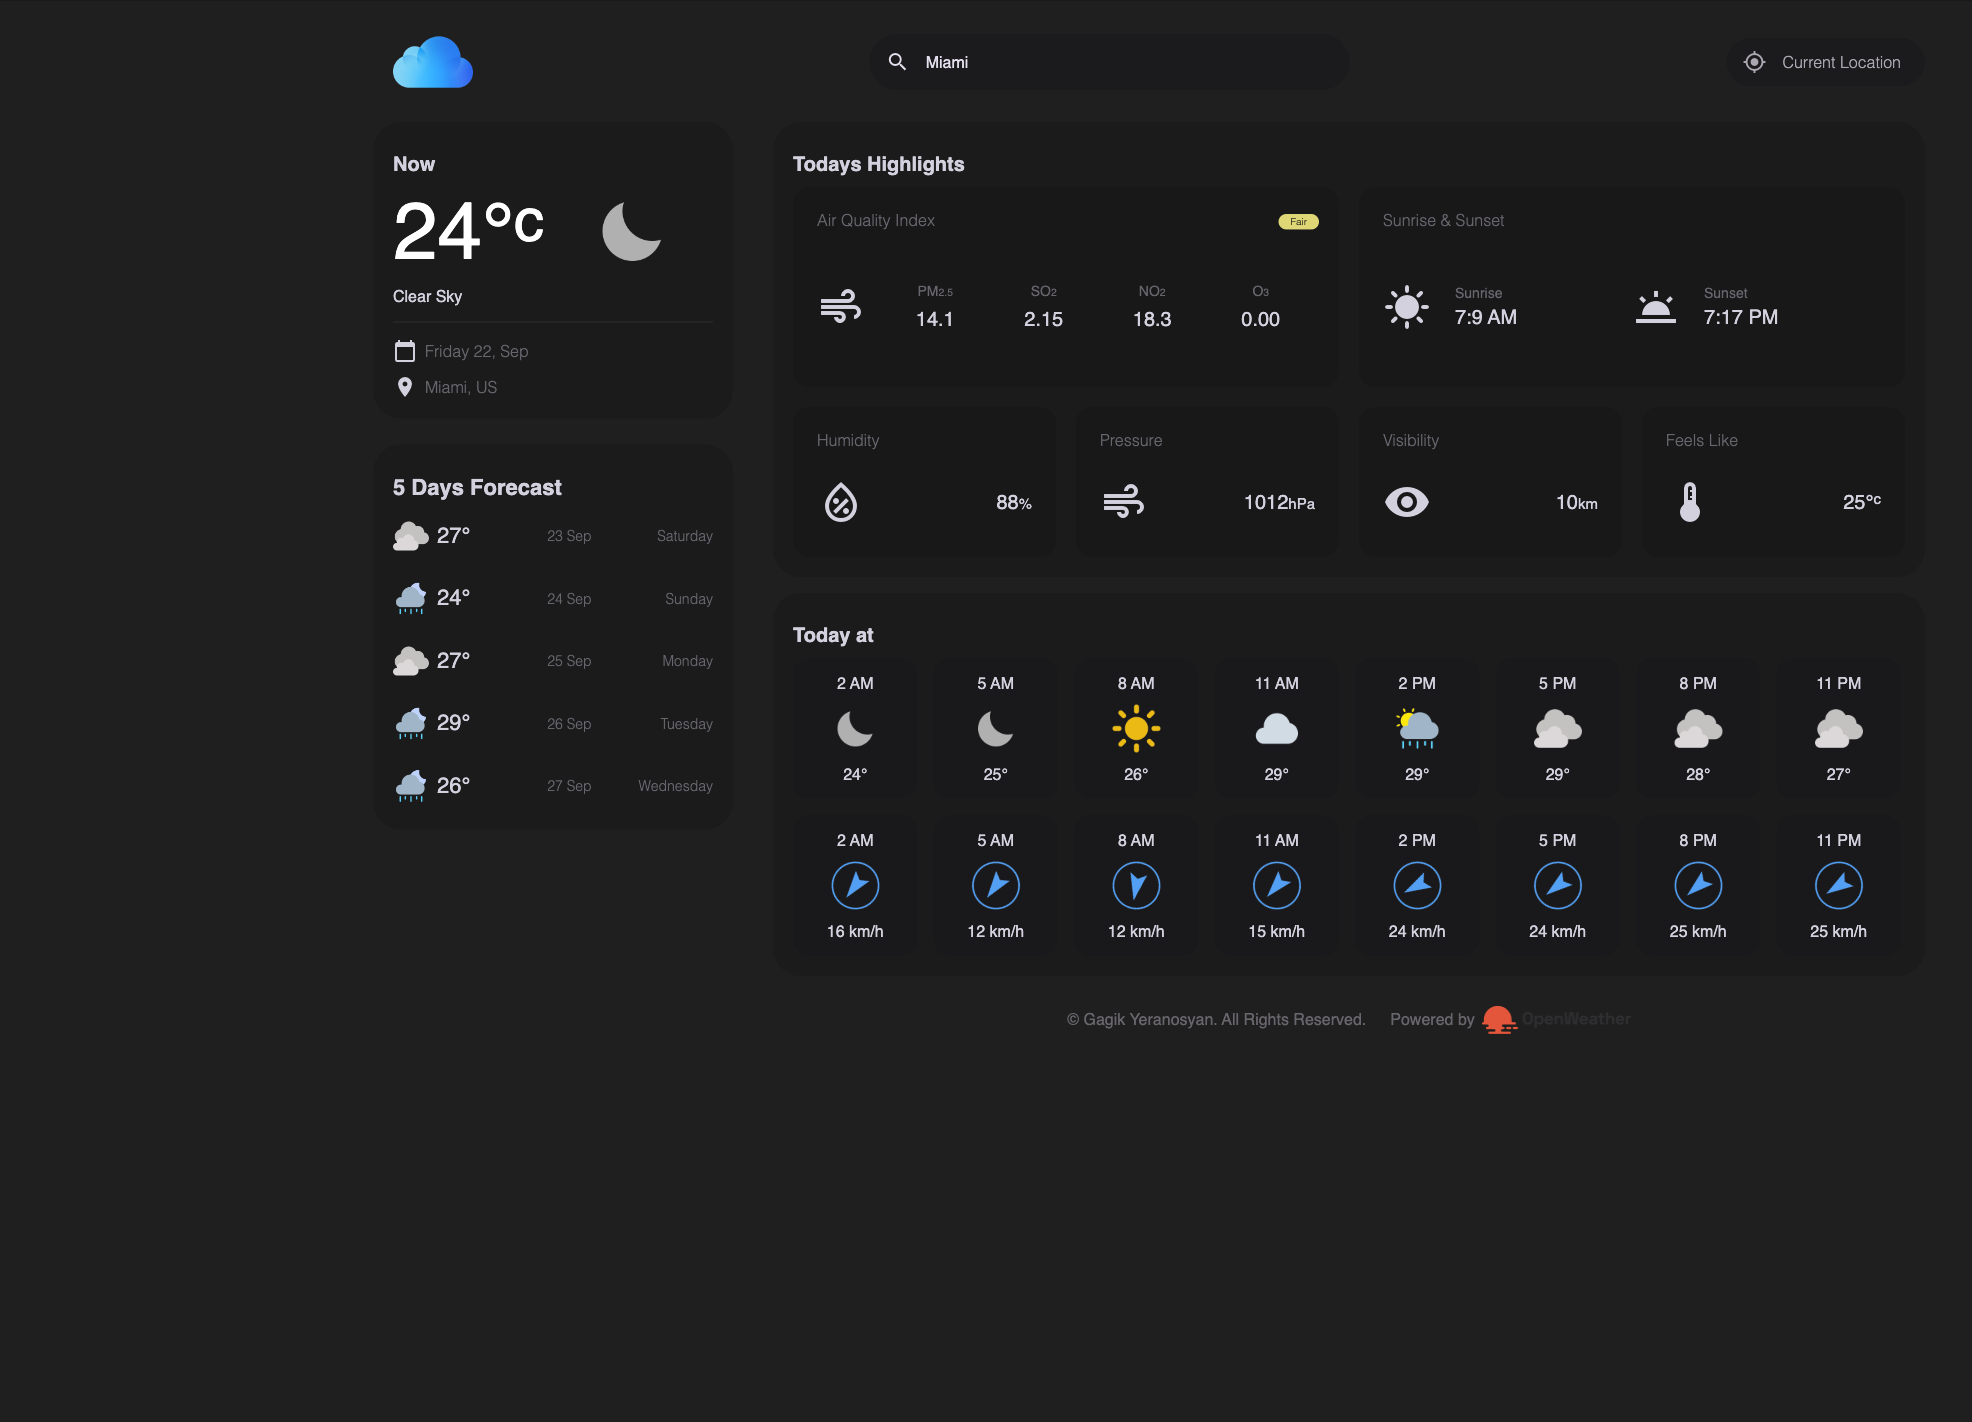 Miami
Current Location
Now
24°c
Clear Sky
Friday 22, Sep
Miami, US
5 Days Forecast
27° 23 Sep Saturday
24° 24 Sep Sunday
27° 25 Sep Monday
29° 26 Sep Tuesday
26° 27 Sep Wednesday
Todays Highlights
Air Quality Index Fair
PM2.5 SO2 NO2 O3
14.1 2.15 18.3 0.00
Sunrise & Sunset
Sunrise Sunset
7:9 AM 7:17 PM
Humidity
88%
Pressure
1012hPa
Visibility
10km
Feels Like
25°c
Today at
2 AM 5 AM 8 AM 11 AM 2 PM 5 PM 8 PM 11 PM
24° 25° 26° 29° 29° 29° 28° 27°
2 AM 5 AM 8 AM 11 AM 2 PM 5 PM 8 PM 11 PM
16 km/h 12 km/h 12 km/h 15 km/h 24 km/h 24 km/h 25 km/h 25 km/h
© Gagik Yeranosyan. All Rights Reserved. Powered by OpenWeather